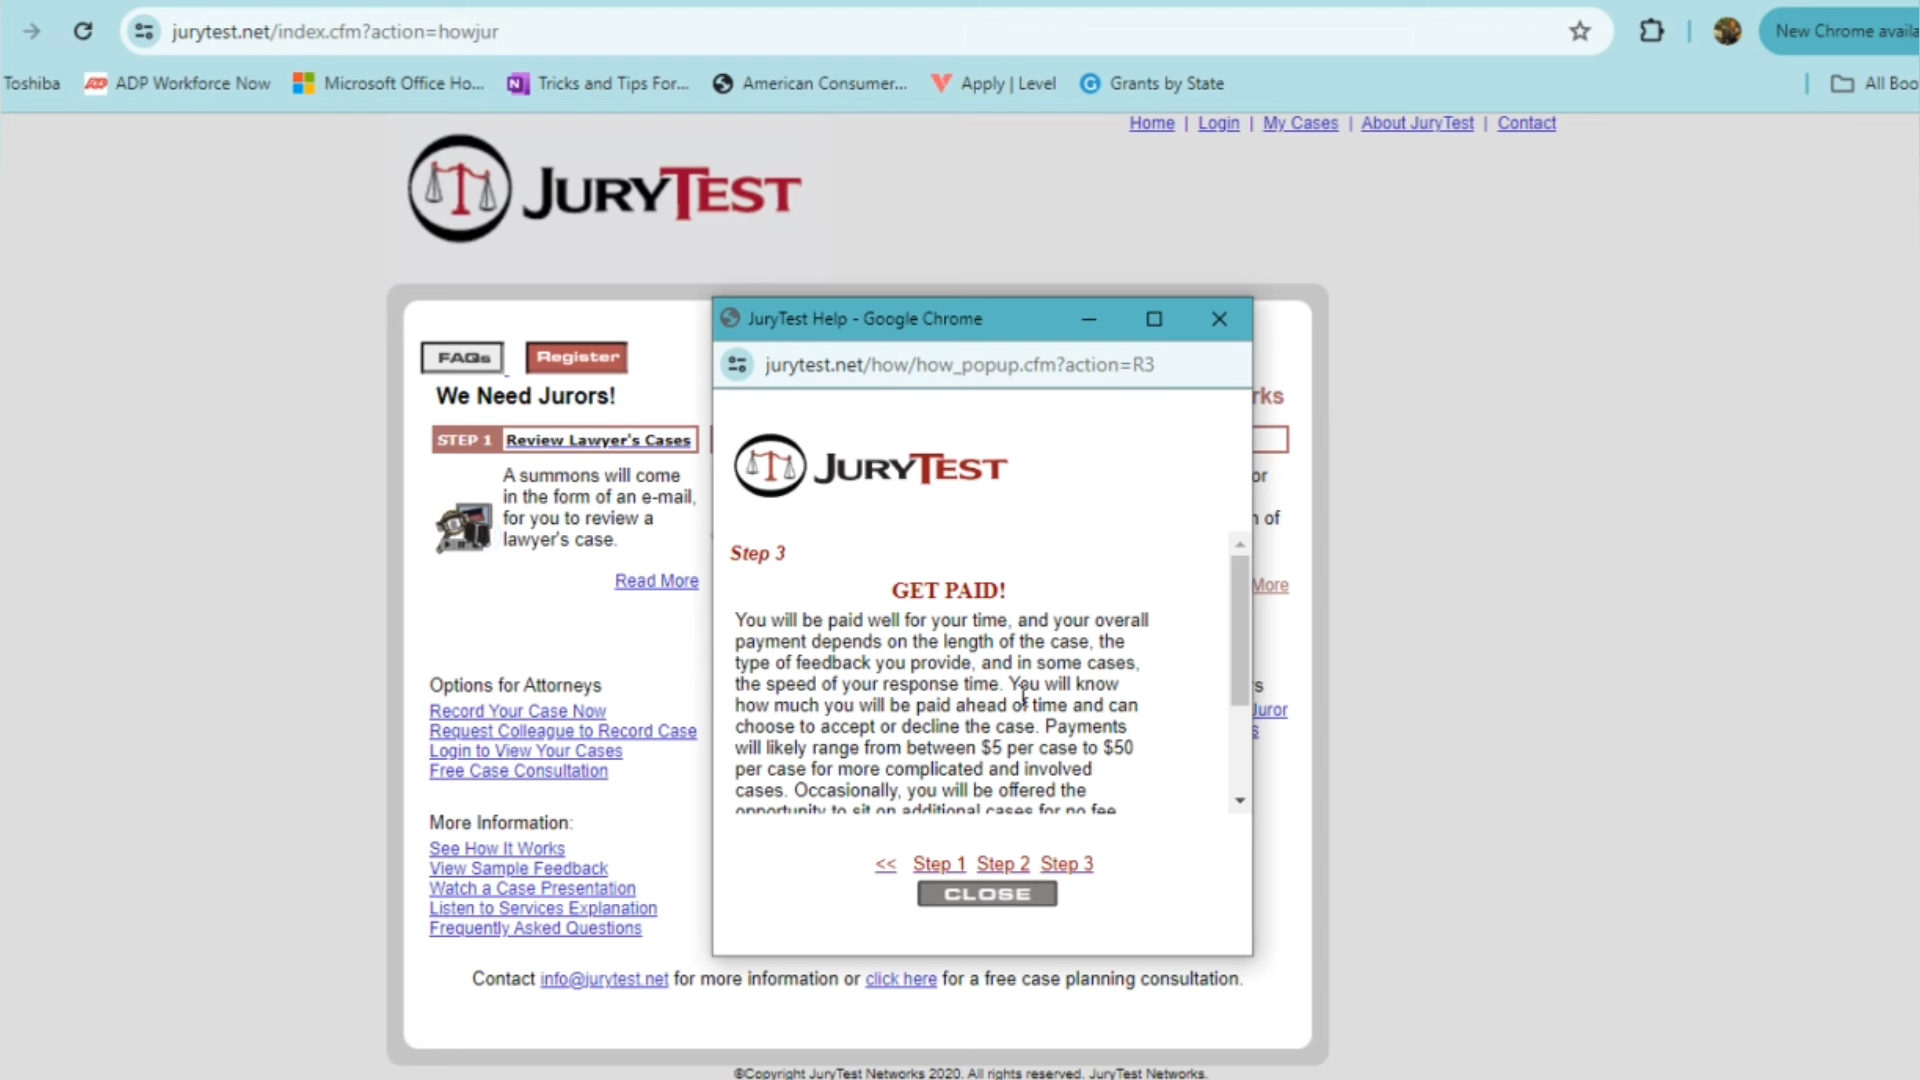 jurytest.net/index.cfm?action=howjur
New Chrome availa
Toshiba
ADP Workforce Now
Microsoft Office Ho...
Tricks and Tips For...
American Consumer...
Apply | Level
Grants by State
All Boo
Home | Login | My Cases | About JuryTest | Contact
JURYTEST
FAQs
Register
We Need Jurors!
STEP 1 Review Lawyer's Cases
A summons will come
in the form of an e-mail,
for you to review a
lawyer's case.
Read More
Options for Attorneys
Record Your Case Now
Request Colleague to Record Case
Login to View Your Cases
Free Case Consultation
More Information:
See How It Works
View Sample Feedback
Watch a Case Presentation
Listen to Services Explanation
Frequently Asked Questions
JuryTest Help - Google Chrome
jurytest.net/how/how_popup.cfm?action=R3
JURYTEST
Step 3
GET PAID!
You will be paid well for your time, and your overall
payment depends on the length of the case, the
type of feedback you provide, and in some cases,
the speed of your response time. You will know
how much you will be paid ahead of time and can
choose to accept or decline the case. Payments
will likely range from between $5 per case to $50
per case for more complicated and involved
cases. Occasionally, you will be offered the
opportunity to sit on additional cases for no fee
<< Step 1 Step 2 Step 3
CLOSE
rks
or
n of
More
s
Juror
s
Contact info@jurytest.net for more information or click here for a free case planning consultation.
©Copyright JuryTest Networks 2020. All rights reserved. JuryTest Networks.